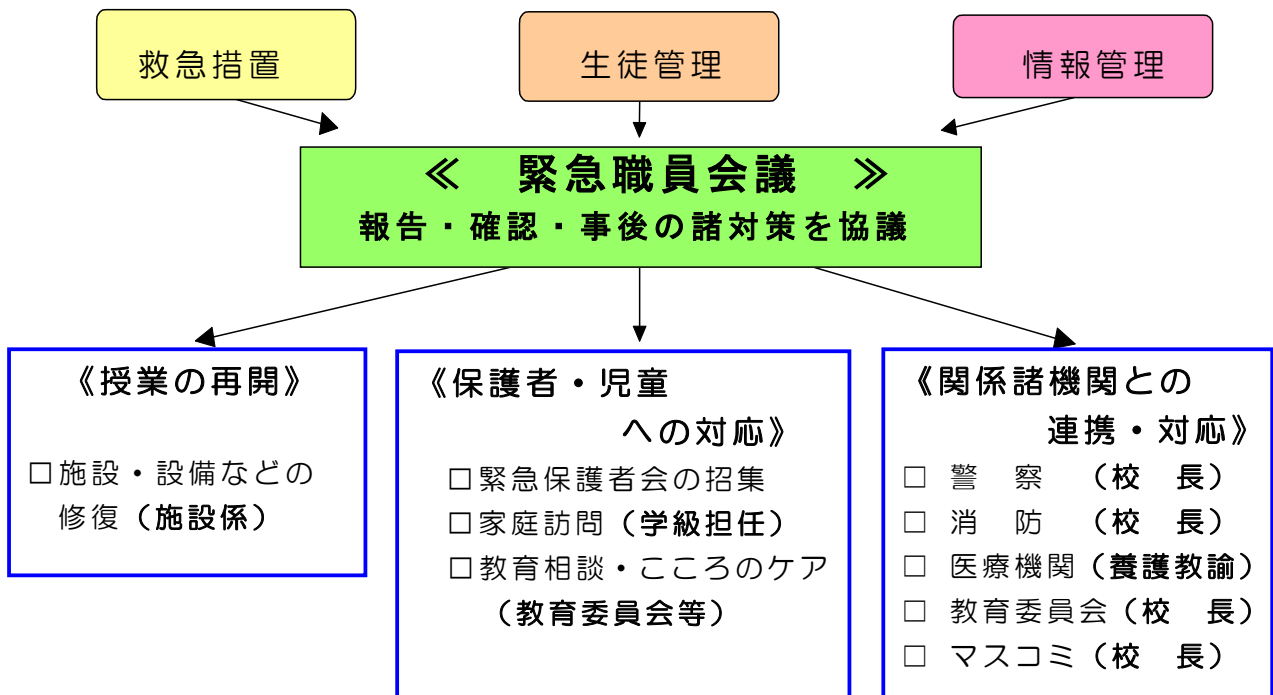 救急措置
生徒管理
情報管理
≪　緊急職員会議　≫
報告・確認・事後の諸対策を協議
《授業の再開》
□施設・設備などの
修復（施設係）
《保護者・児童
への対応》
□緊急保護者会の招集
□家庭訪問（学級担任）
□教育相談・こころのケア
（教育委員会等）
《関係諸機関との
連携・対応》
□ 警　察　（校　長）
□ 消　防　（校　長）
□ 医療機関（養護教諭）
□ 教育委員会（校　長）
□ マスコミ（校　長）